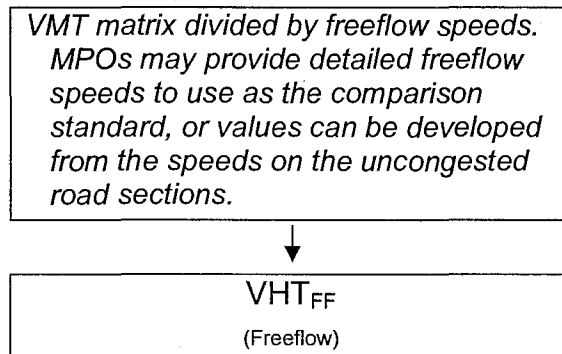 VMT matrix divided by freeflow speeds.
MPOs may provide detailed freeflow
speeds to use as the comparison
standard, or values can be developed
from the speeds on the uncongested
road sections.
VHTFF
(Freeflow)